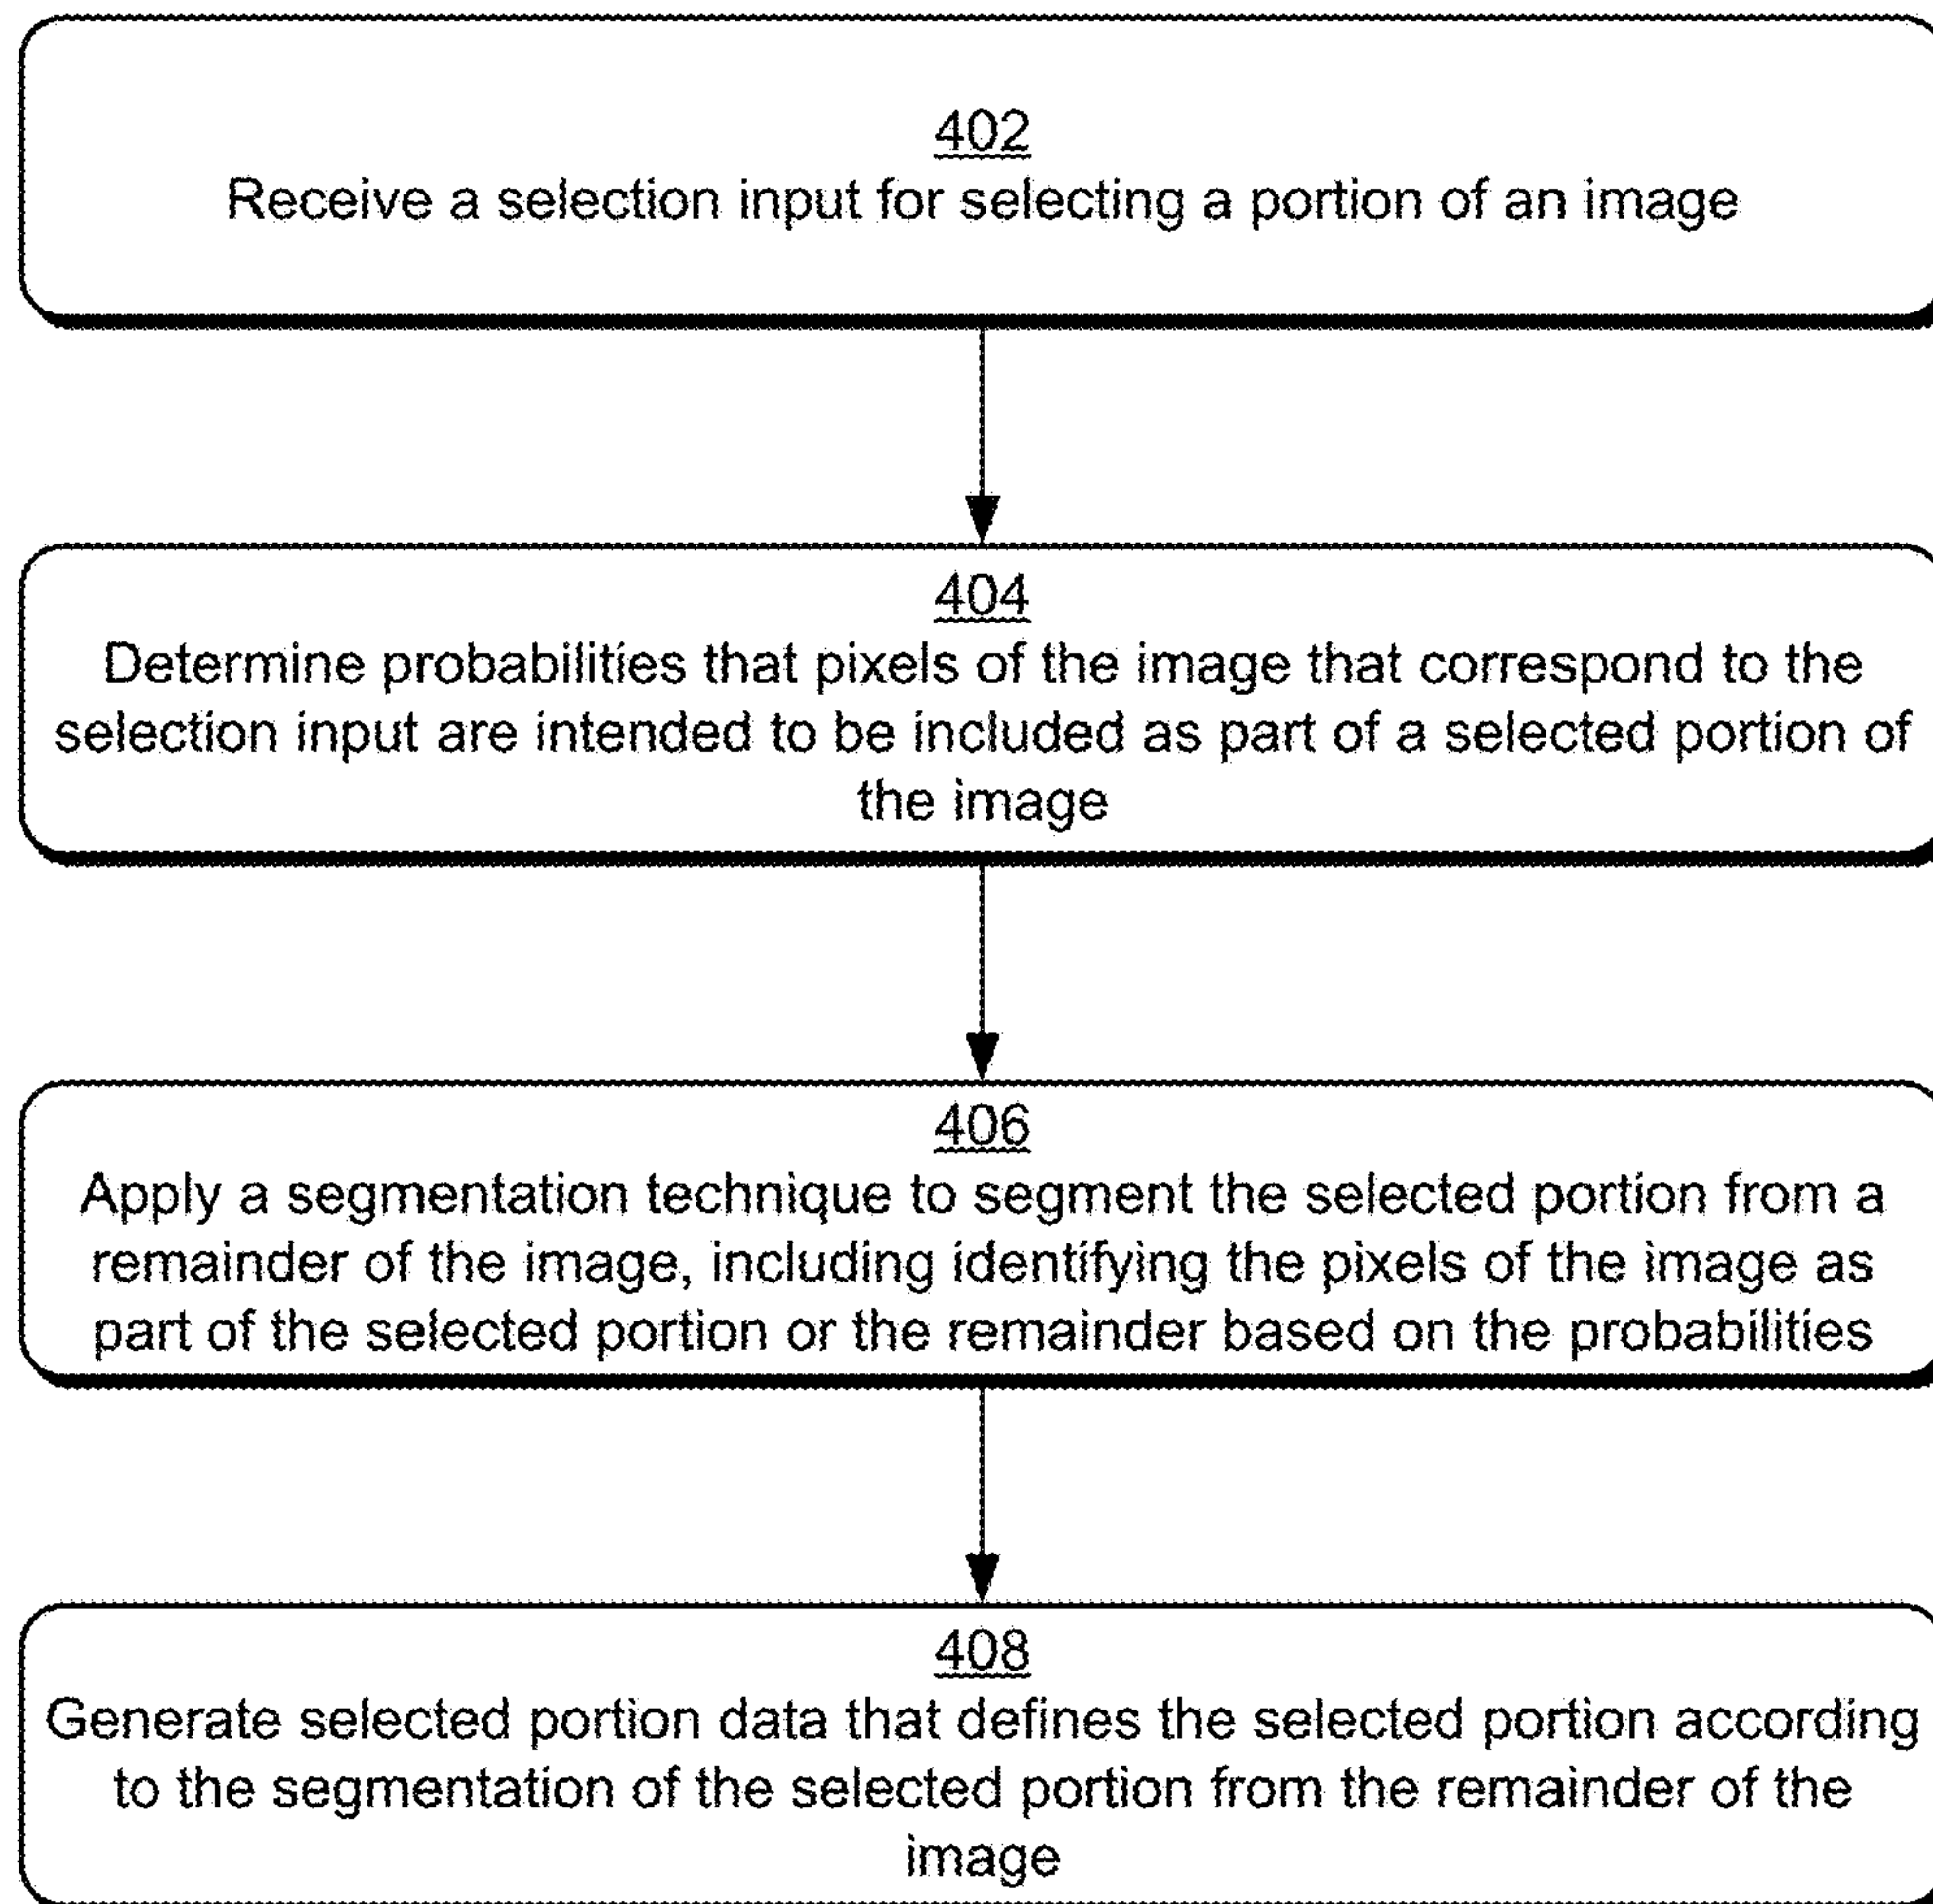 402
Receive a selection input for selecting a portion of an image
404
Determine probabilities that pixels of the image that correspond to the
selection input are intended to be included as part of a selected portion of
the image
406
Apply a segmentation technique to segment the selected portion from a
remainder of the image, including identifying the pixels of the image as
part of the selected portion or the remainder based on the probabilities
408
Generate selected portion data that defines the selected portion according
to the segmentation of the selected portion from the remainder of the
image